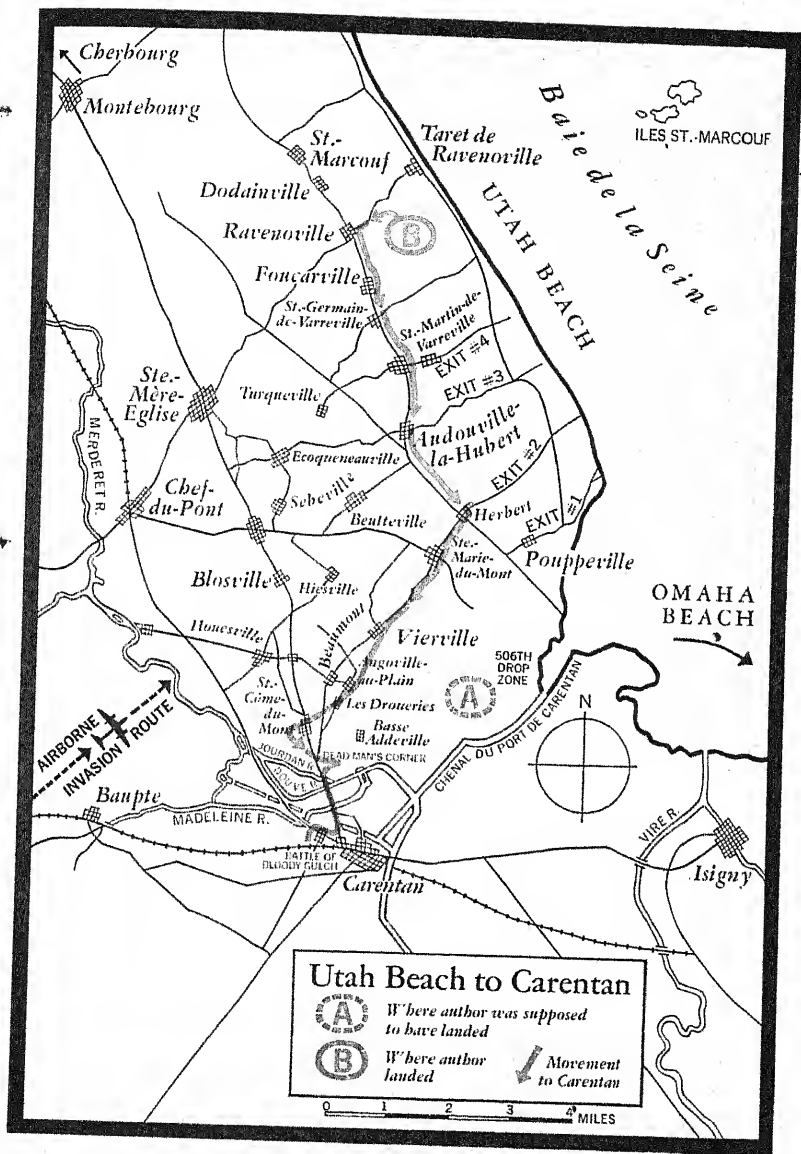 Cherbourg
Montebourg
St.-
Marcouf
Taret de
Ravenoville
Dodainville
Ravenoville
B
Foucarville
St.-Germain-
de-Varreville
St.-Martin-de-
Varreville
EXIT #4
EXIT #3
Turqueville
Ste.-
Mère-
Eglise
Audouville-
la-Hubert
Ecoqueneauville
EXIT #2
MERDERET R.
Chef-
du-Pont
Sebeville
Beutteville
Herbert
EXIT #1
Ste.-
Marie-
du-Mont
Pouppeville
Blosville
Hiesville
Houesville
Beaumont
Vierville
Angoville-
au-Plain
506TH
DROP
ZONE
A
St.-
Côme-
du-
Mont
Les Droueries
Basse
Addeville
JOURDAN R.
DOUVE R.
DEAD MAN'S CORNER
CHENAL DU PORT DE CARENTAN
AIRBORNE
INVASION ROUTE
Baupte
MADELEINE R.
BATTLE OF
BLOODY GULCH
Carentan
Baie de la Seine
ILES ST.-MARCOUF
UTAH BEACH
OMAHA
BEACH
N
VIRE R.
Isigny
Utah Beach to Carentan
A
Where author was supposed
to have landed
B
Where author
landed
Movement
to Carentan
0 1 2 3 4
MILES